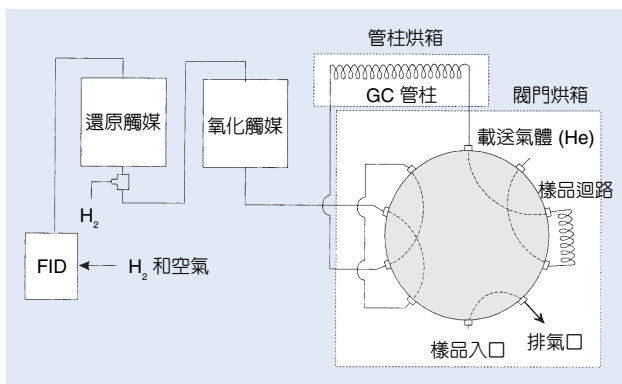 管柱烘箱
GC 管柱
閥門烘箱
還原觸媒
氧化觸媒
載送氣體 (He)
樣品迴路
H₂
FID
H₂ 和空氣
樣品入口
排氣口